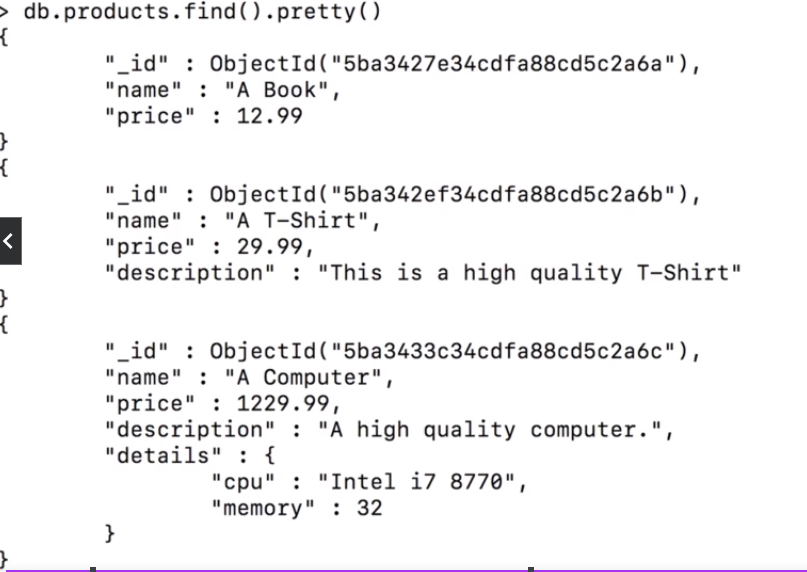 > db.products.find().pretty()
{
"_id" : ObjectId("5ba3427e34cdfa88cd5c2a6a"),
"name" : "A Book",
"price" : 12.99
}
{
"_id" : ObjectId("5ba342ef34cdfa88cd5c2a6b"),
"name" : "A T-Shirt",
"price" : 29.99,
"description" : "This is a high quality T-Shirt"
}
{
"_id" : ObjectId("5ba3433c34cdfa88cd5c2a6c"),
"name" : "A Computer",
"price" : 1229.99,
"description" : "A high quality computer.",
"details" : {
"cpu" : "Intel i7 8770",
"memory" : 32
}
}